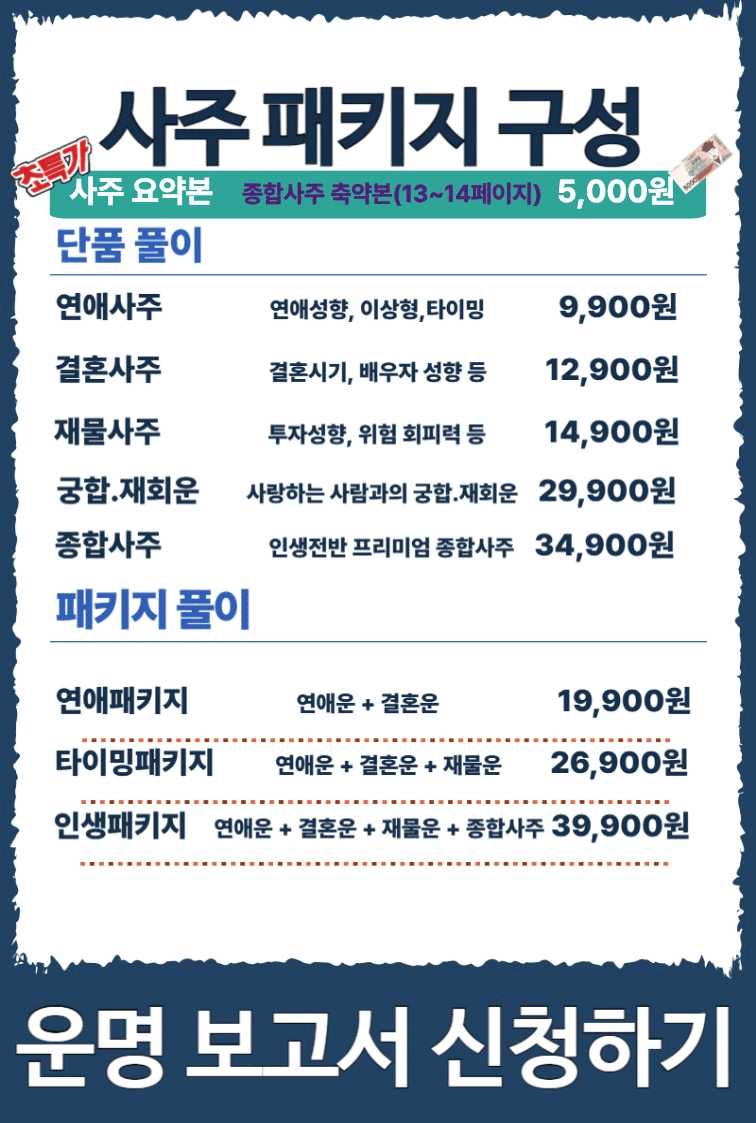 사주 패키지 구성
초특가
사주 요약본 종합사주 축약본(13~14페이지) 5,000원
5000
단품 풀이
연애사주 연애성향, 이상형,타이밍 9,900원
결혼사주 결혼시기, 배우자 성향 등 12,900원
재물사주 투자성향, 위험 회피력 등 14,900원
궁합.재회운 사랑하는 사람과의 궁합.재회운 29,900원
종합사주 인생전반 프리미엄 종합사주 34,900원
패키지 풀이
연애패키지 연애운 + 결혼운 19,900원
타이밍패키지 연애운 + 결혼운 + 재물운 26,900원
인생패키지 연애운 + 결혼운 + 재물운 + 종합사주 39,900원
운명 보고서 신청하기